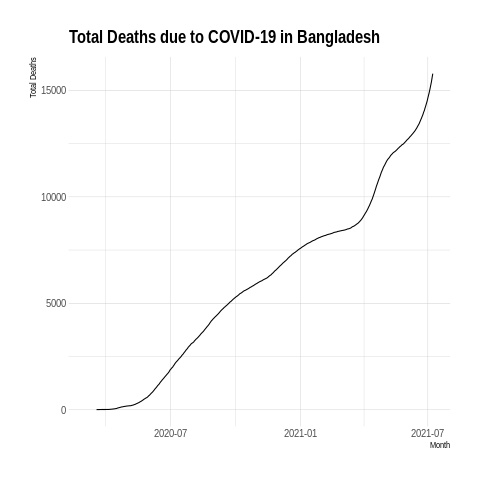 Total Deaths due to COVID-19 in Bangladesh
Total Deaths
15000
10000
5000
0
2020-07 2021-01 2021-07
Month